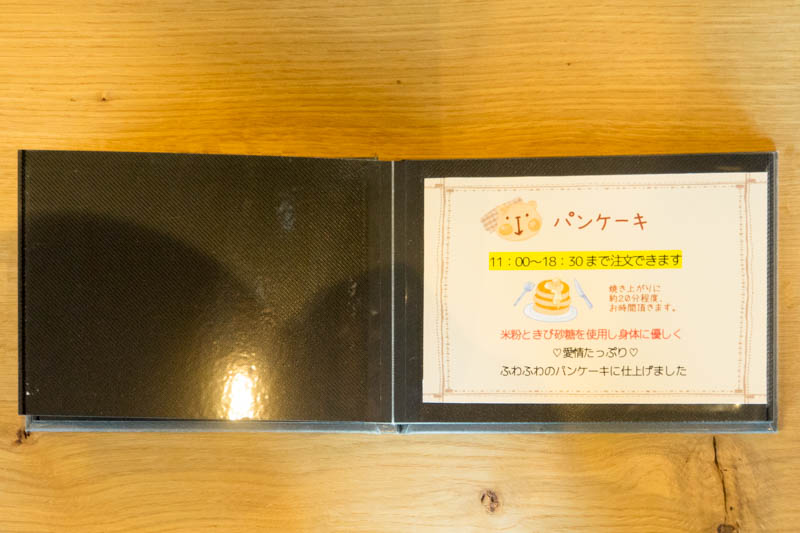 パンケーキ
11：00～18：30まで注文できます
焼き上がりに
約20分程度、
お時間頂きます。
米粉ときび砂糖を使用し身体に優しく
♡愛情たっぷり♡
ふわふわのパンケーキに仕上げました